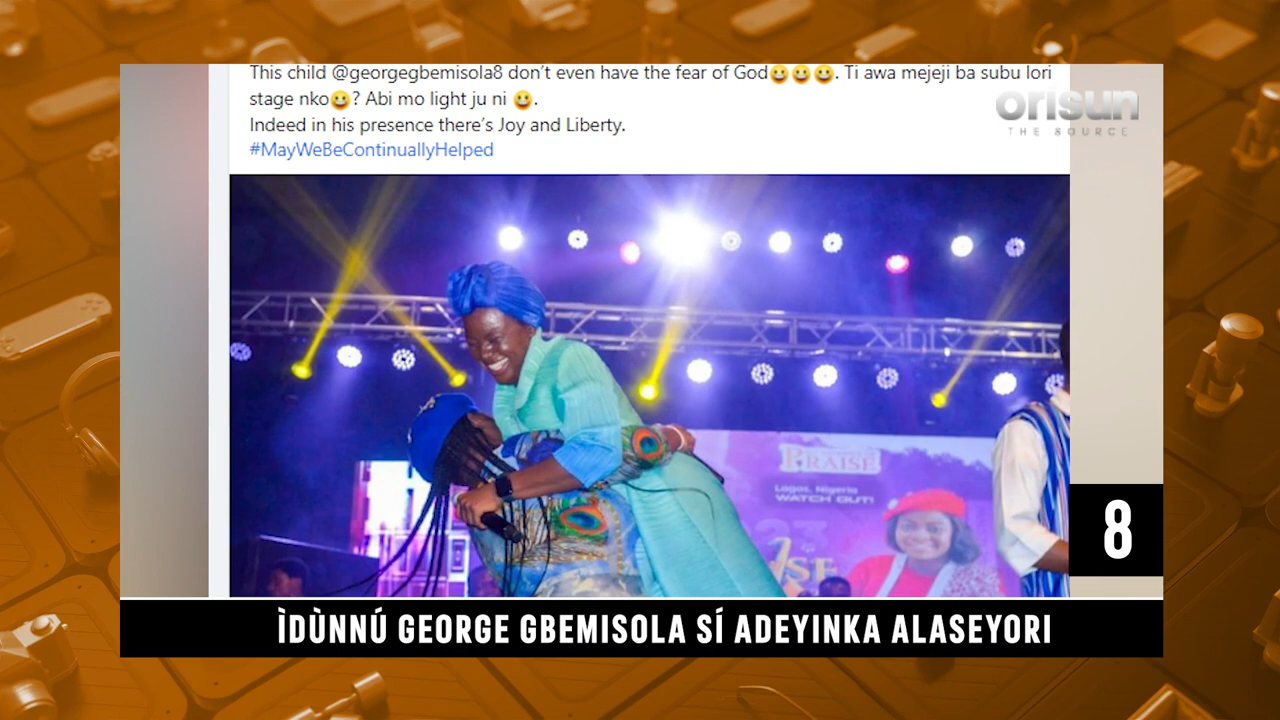 This child @georgegbemisola8 don't even have the fear of God😀😀😀. Ti awa mejeji ba subu lori
stage nko😀? Abi mo light ju ni 😀.
Indeed in his presence there's Joy and Liberty.
#MayWeBeContinuallyHelped
orisun
THE SOURCE
PRAISE
Lagos, Nigeria
WATCH OUT!
23
8
ÌDÙNNÚ GEORGE GBEMISOLA SÍ ADEYINKA ALASEYORI